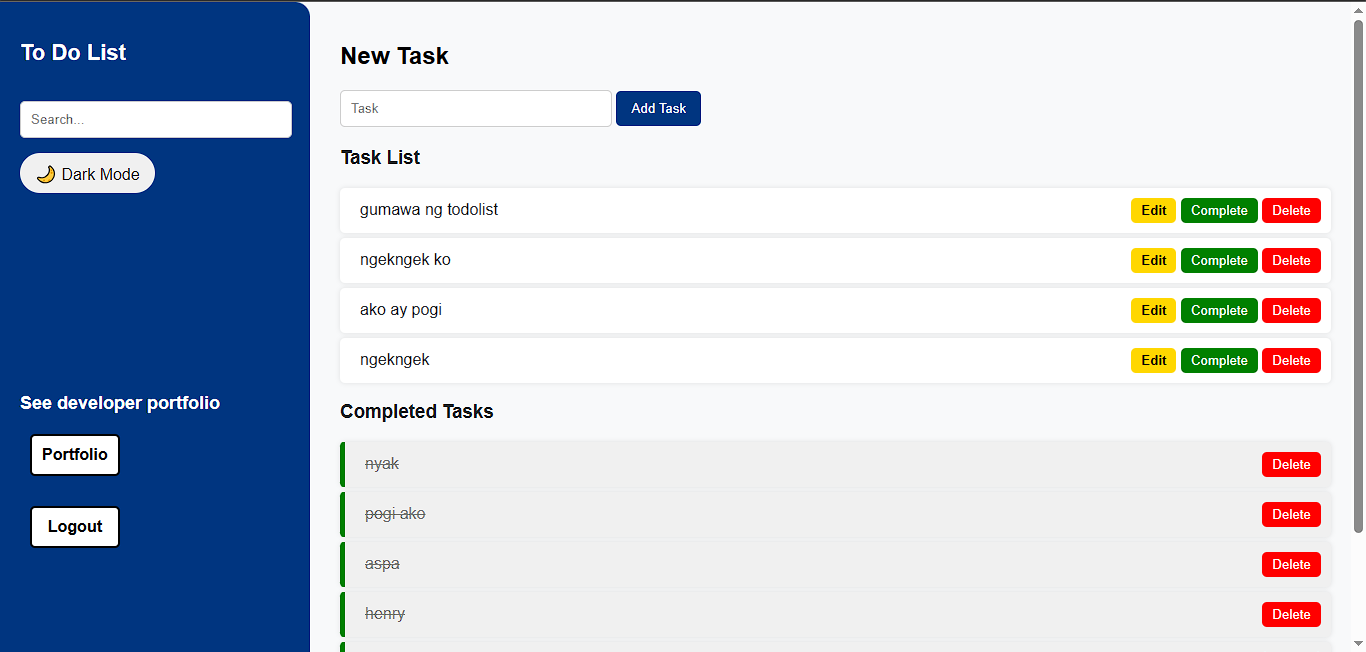 To Do List
Search...
🌙 Dark Mode
See developer portfolio
Portfolio
Logout
New Task
Task
Add Task
Task List
gumawa ng todolist Edit Complete Delete
ngekngek ko Edit Complete Delete
ako ay pogi Edit Complete Delete
ngekngek Edit Complete Delete
Completed Tasks
nyak Delete
pogi ako Delete
aspa Delete
henry Delete